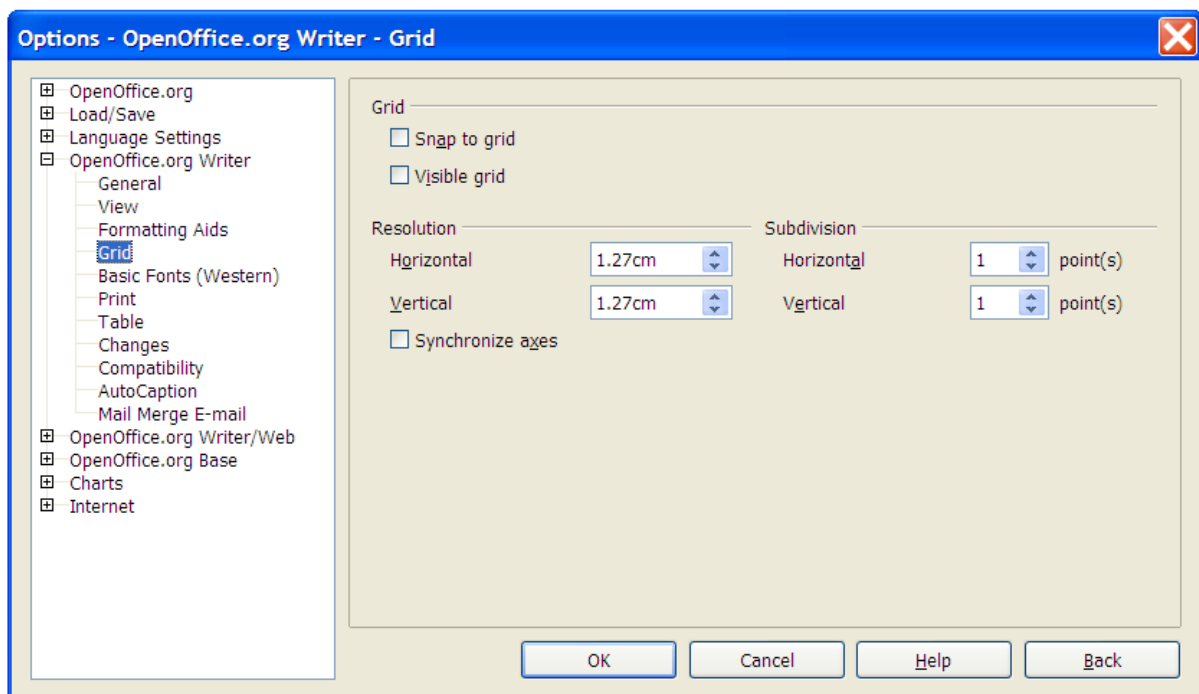 Options - OpenOffice.org Writer - Grid
OpenOffice.org
Load/Save
Language Settings
OpenOffice.org Writer
General
View
Formatting Aids
Grid
Basic Fonts (Western)
Print
Table
Changes
Compatibility
AutoCaption
Mail Merge E-mail
OpenOffice.org Writer/Web
OpenOffice.org Base
Charts
Internet
Grid
Snap to grid
Visible grid
Resolution
Horizontal 1.27cm
Vertical 1.27cm
Synchronize axes
Subdivision
Horizontal 1 point(s)
Vertical 1 point(s)
OK Cancel Help Back